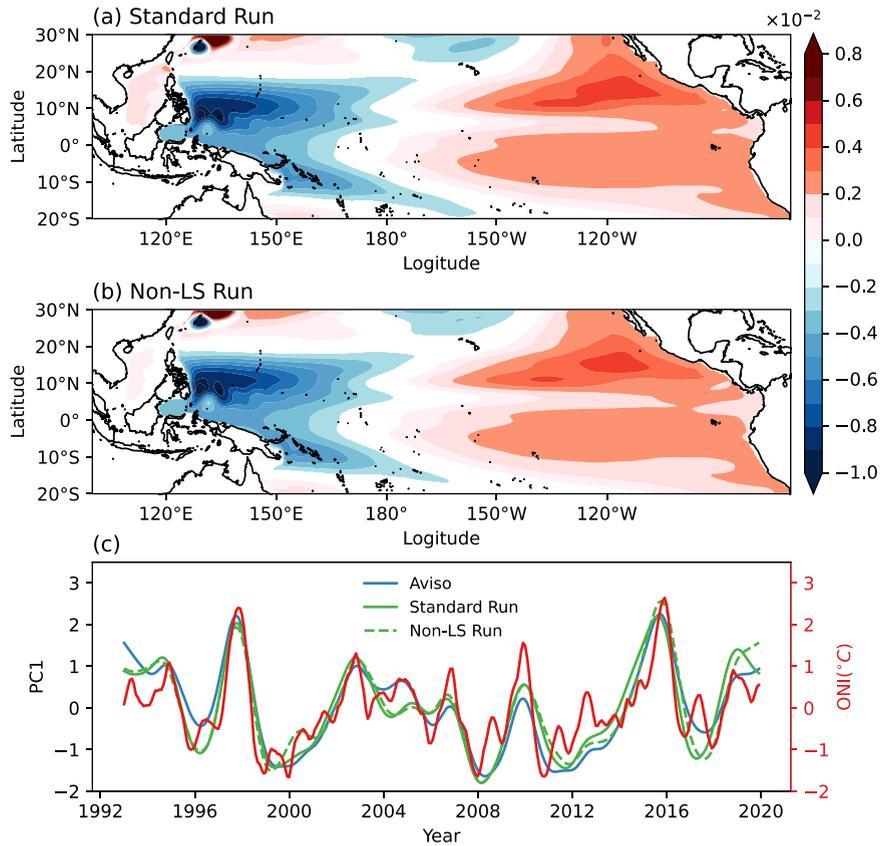 (a) Standard Run
×10⁻²
30°N
20°N
10°N
0°
10°S
20°S
Latitude
120°E 150°E 180° 150°W 120°W
Logitude
(b) Non-LS Run
30°N
20°N
10°N
0°
10°S
20°S
Latitude
120°E 150°E 180° 150°W 120°W
Logitude
0.8
0.6
0.4
0.2
0.0
−0.2
−0.4
−0.6
−0.8
−1.0
(c)
Aviso
Standard Run
Non-LS Run
3
2
1
0
−1
−2
PC1
3
2
1
0
−1
−2
ONI(°C)
1992 1996 2000 2004 2008 2012 2016 2020
Year